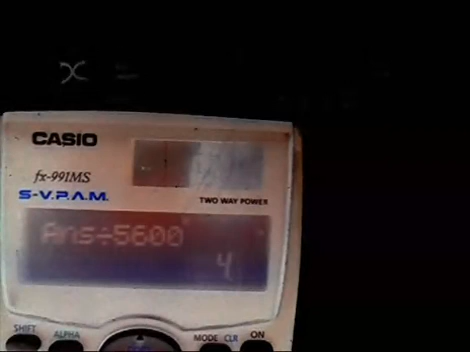 x =
CASIO
fx-991MS
S-V.P.A.M.
TWO WAY POWER
Ans÷5600
4
SHIFT ALPHA MODE CLR ON